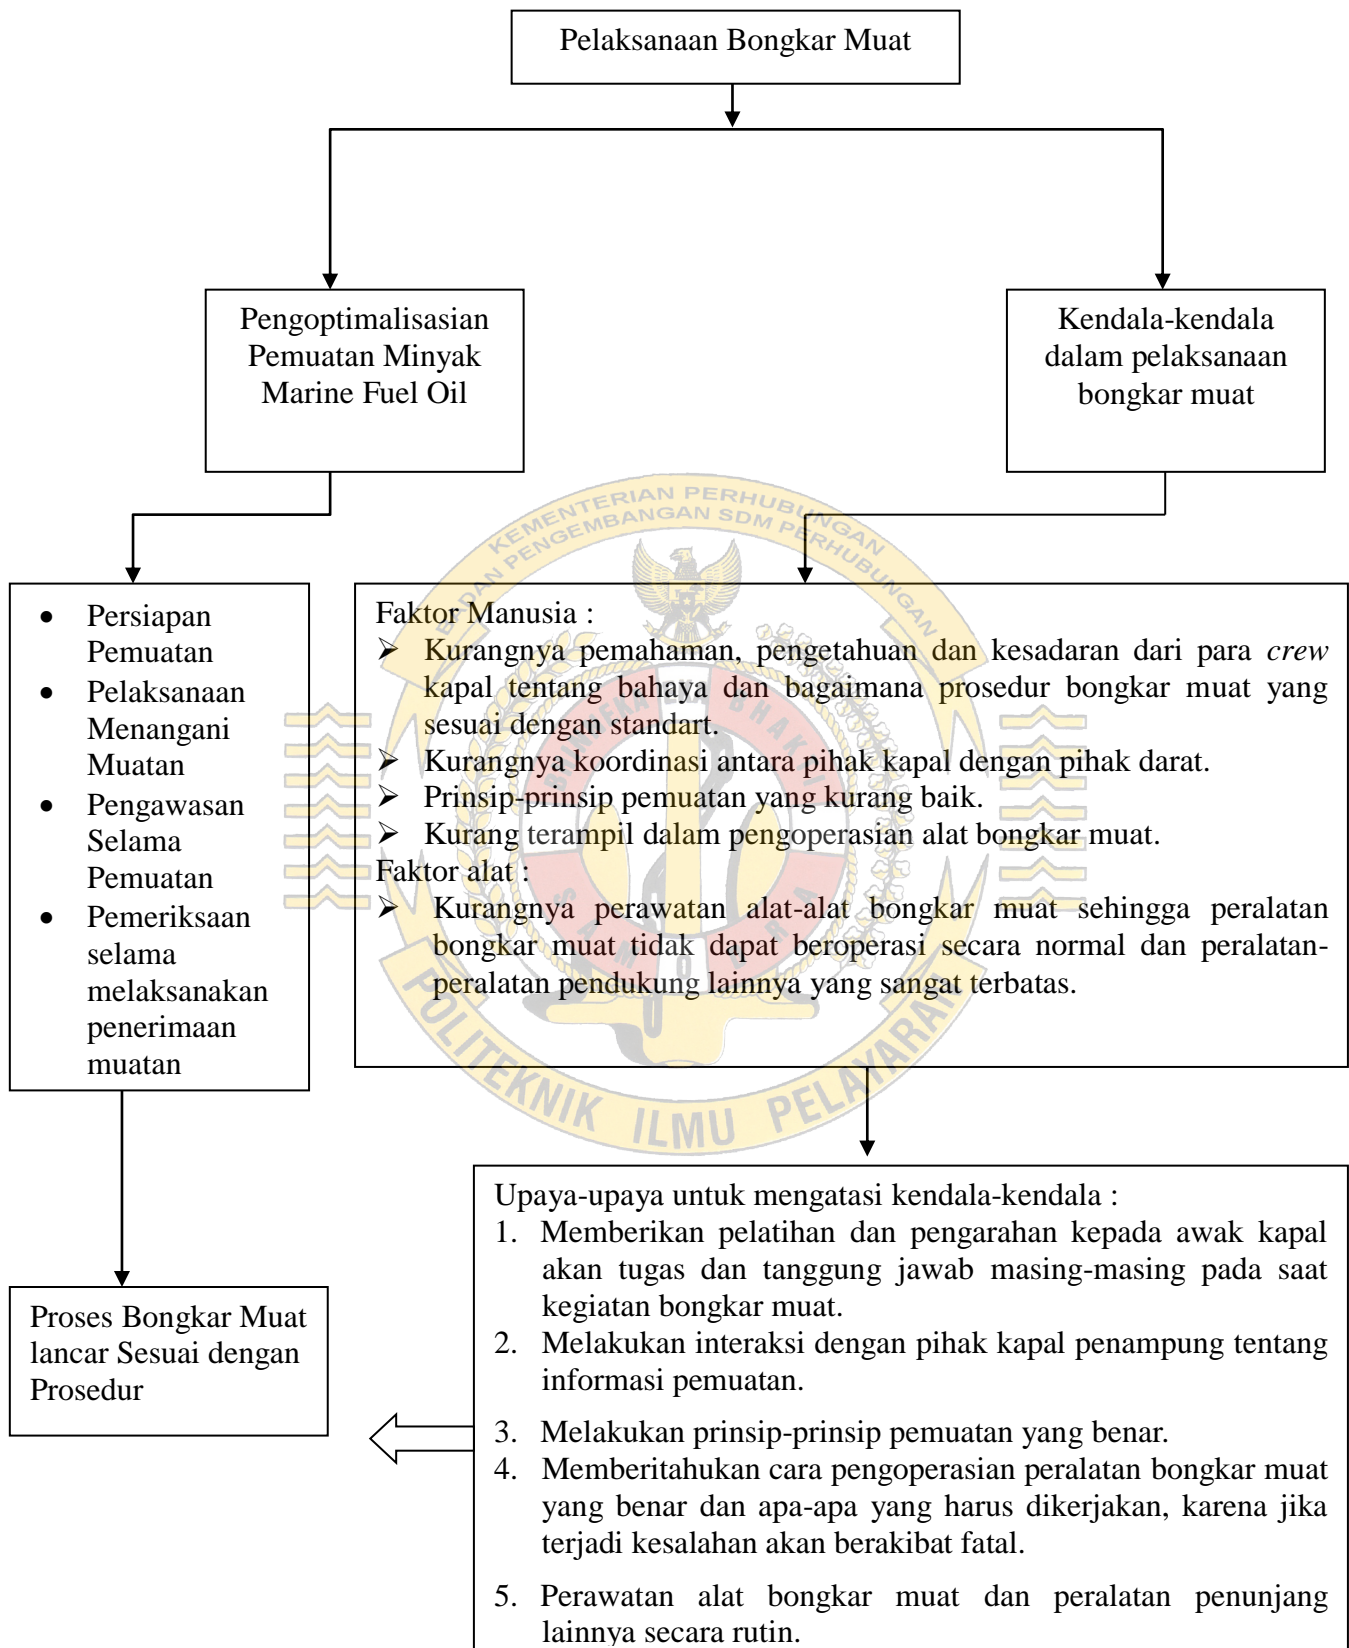 Pelaksanaan Bongkar Muat
Pengoptimalisasian
Pemuatan Minyak
Marine Fuel Oil
Kendala-kendala
dalam pelaksanaan
bongkar muat
KEMENTERIAN PERHUBUNGAN
BADAN PENGEMBANGAN SDM PERHUBUNGAN
• Persiapan
Pemuatan
• Pelaksanaan
Menangani
Muatan
• Pengawasan
Selama
Pemuatan
• Pemeriksaan
selama
melaksanakan
penerimaan
muatan
Faktor Manusia :
➢ Kurangnya pemahaman, pengetahuan dan kesadaran dari para crew
kapal tentang bahaya dan bagaimana prosedur bongkar muat yang
sesuai dengan standart.
➢ Kurangnya koordinasi antara pihak kapal dengan pihak darat.
➢ Prinsip-prinsip pemuatan yang kurang baik.
➢ Kurang terampil dalam pengoperasian alat bongkar muat.
Faktor alat :
➢ Kurangnya perawatan alat-alat bongkar muat sehingga peralatan
bongkar muat tidak dapat beroperasi secara normal dan peralatan-
peralatan pendukung lainnya yang sangat terbatas.
POLITEKNIK ILMU PELAYARAN
Upaya-upaya untuk mengatasi kendala-kendala :
1. Memberikan pelatihan dan pengarahan kepada awak kapal
akan tugas dan tanggung jawab masing-masing pada saat
kegiatan bongkar muat.
2. Melakukan interaksi dengan pihak kapal penampung tentang
informasi pemuatan.
3. Melakukan prinsip-prinsip pemuatan yang benar.
4. Memberitahukan cara pengoperasian peralatan bongkar muat
yang benar dan apa-apa yang harus dikerjakan, karena jika
terjadi kesalahan akan berakibat fatal.
5. Perawatan alat bongkar muat dan peralatan penunjang
lainnya secara rutin.
Proses Bongkar Muat
lancar Sesuai dengan
Prosedur